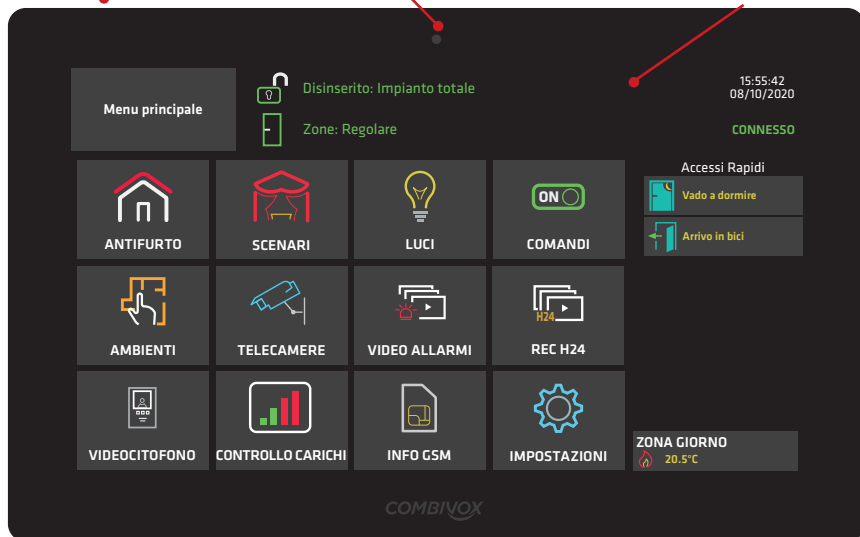 Menu principale
Disinserito: Impianto totale
Zone: Regolare
15:55:42
08/10/2020
CONNESSO
Accessi Rapidi
Vado a dormire
Arrivo in bici
ANTIFURTO
SCENARI
LUCI
ON
COMANDI
AMBIENTI
TELECAMERE
VIDEO ALLARMI
H24
REC H24
VIDEOCITOFONO
CONTROLLO CARICHI
INFO GSM
IMPOSTAZIONI
ZONA GIORNO
20.5°C
COMBIVOX